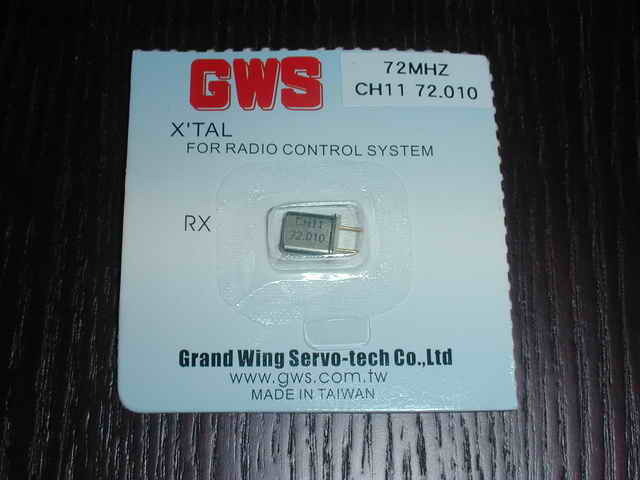 GWS
72MHZ
CH11 72.010
X'TAL
FOR RADIO CONTROL SYSTEM
RX
CH11
72.010
Grand Wing Servo-tech Co.,Ltd
www.gws.com.tw
MADE IN TAIWAN